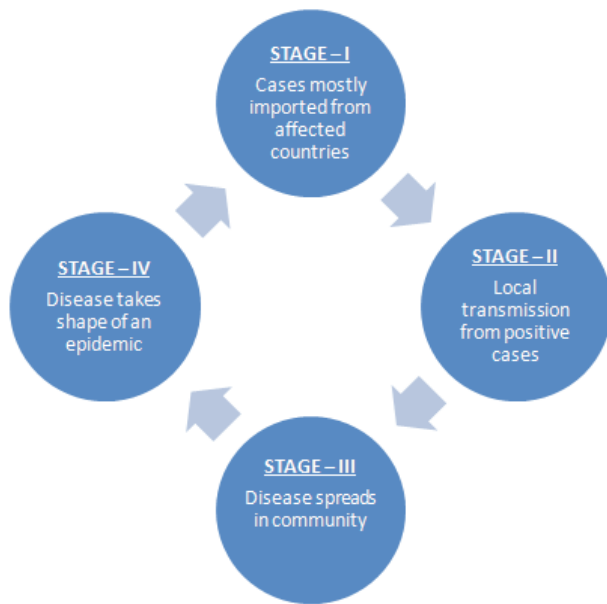 STAGE – I
Cases mostly
imported from
affected
countries
STAGE – II
Local
transmission
from positive
cases
STAGE – III
Disease spreads
in community
STAGE – IV
Disease takes
shape of an
epidemic